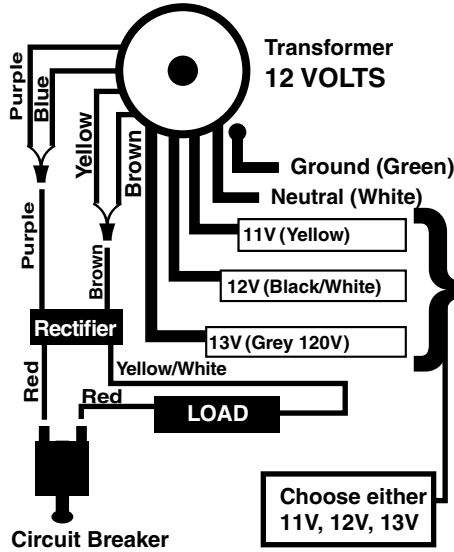 Transformer
12 VOLTS
Purple
Blue
Yellow
Brown
Ground (Green)
Neutral (White)
11V (Yellow)
12V (Black/White)
13V (Grey 120V)
Purple
Brown
Rectifier
Yellow/White
Red
Red
LOAD
Choose either
11V, 12V, 13V
Circuit Breaker